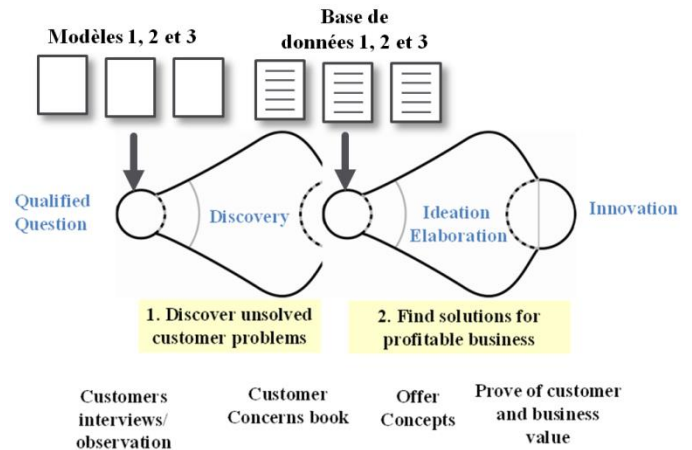 Modèles 1, 2 et 3
Base de
données 1, 2 et 3
Qualified
Question
Discovery
Ideation
Elaboration
Innovation
1. Discover unsolved
customer problems
2. Find solutions for
profitable business
Customers
interviews/
observation
Customer
Concerns book
Offer
Concepts
Prove of customer
and business
value